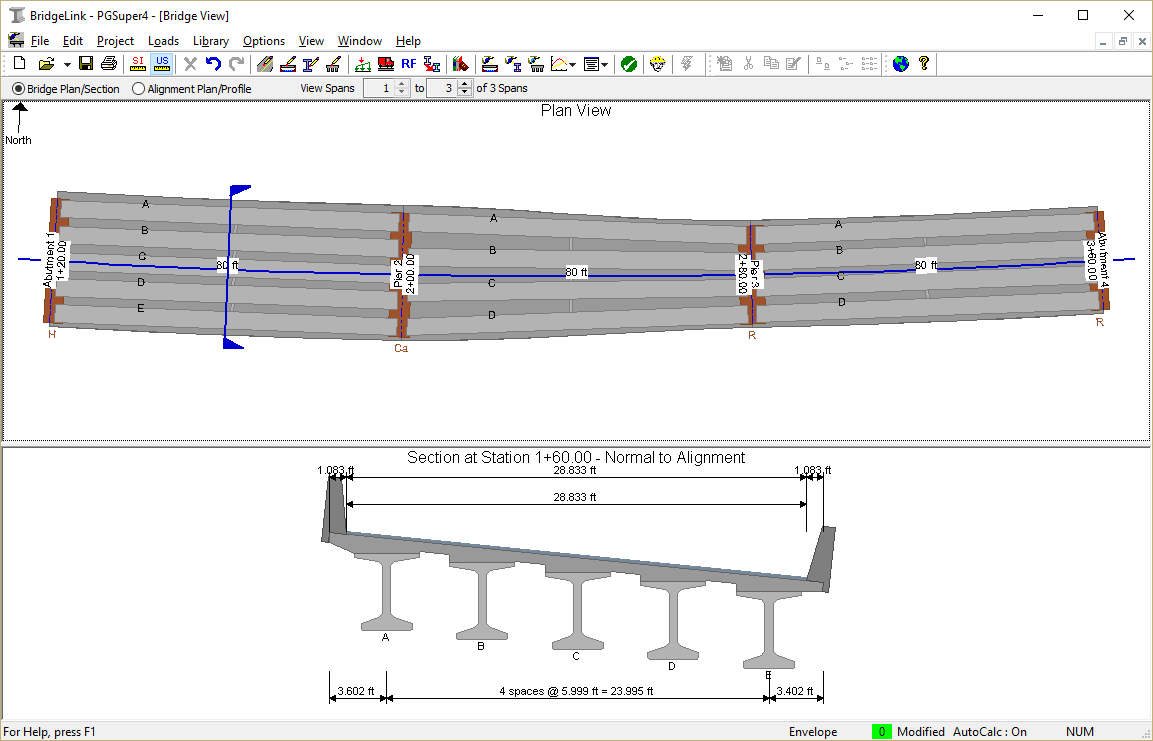 BridgeLink - PGSuper4 - [Bridge View]
File Edit Project Loads Library Options View Window Help
SI US RF
Bridge Plan/Section Alignment Plan/Profile View Spans 1 to 3 of 3 Spans
Plan View
North
A A A
B B B
C C C
D D D
E
80 ft 80 ft 80 ft
Abutment 1
1+20.00
Pier 2
2+00.00
2+80.00
Pier 3
3+60.00
Abutment 4
H Ca R R
Section at Station 1+60.00 - Normal to Alignment
1.083 ft 28.833 ft 1.083 ft
28.833 ft
A
B
C
D
E
3.602 ft 4 spaces @ 5.999 ft = 23.995 ft 3.402 ft
For Help, press F1 Envelope 0 Modified AutoCalc : On NUM